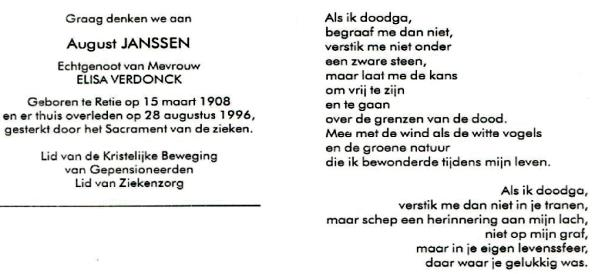 Graag denken we aan
August JANSSEN
Echtgenoot van Mevrouw
ELISA VERDONCK
Geboren te Retie op 15 maart 1908
en er thuis overleden op 28 augustus 1996,
gesterkt door het Sacrament van de zieken.
Lid van de Kristelijke Beweging
van Gepensioneerden
Lid van Ziekenzorg
Als ik doodga,
begraaf me dan niet,
verstik me niet onder
een zware steen,
maar laat me de kans
om vrij te zijn
en te gaan
over de grenzen van de dood.
Mee met de wind als de witte vogels
en de groene natuur
die ik bewonderde tijdens mijn leven.
Als ik doodga,
verstik me dan niet in je tranen,
maar schep een herinnering aan mijn lach,
niet op mijn graf,
maar in je eigen levenssfeer,
daar waar je gelukkig was.